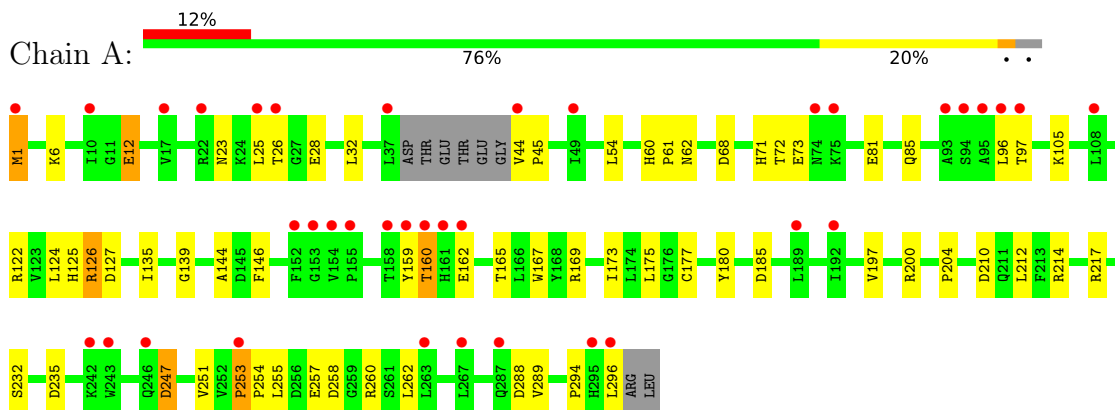 12%
Chain A:
76% 20% • •
M1 K6 I10 G11 E12 V17 R22 N23 K24 L25 T26 G27 E28 L32 L37 ASP THR GLU THR GLU GLY V44 P45 I49 L54 H60 P61 N62 D68 H71 T72 E73 N74 K75 E81 Q85 A93 S94 A95 L96 T97 K105 L108
R122 V123 L124 H125 R126 D127 I135 G139 A144 D145 F146 F152 G153 V154 P155 T158 Y159 T160 H161 E162 T165 L166 W167 Y168 R169 I173 L174 L175 G176 C177 Y180 D185 L189 I192 V197 R200 P204 D210 Q211 L212 F213 R214 R217
S232 D235 K242 W243 Q246 D247 V251 V252 P253 P254 L255 D256 E257 D258 G259 R260 S261 L262 L263 L267 Q287 D288 V289 P294 H295 L296 ARG LEU